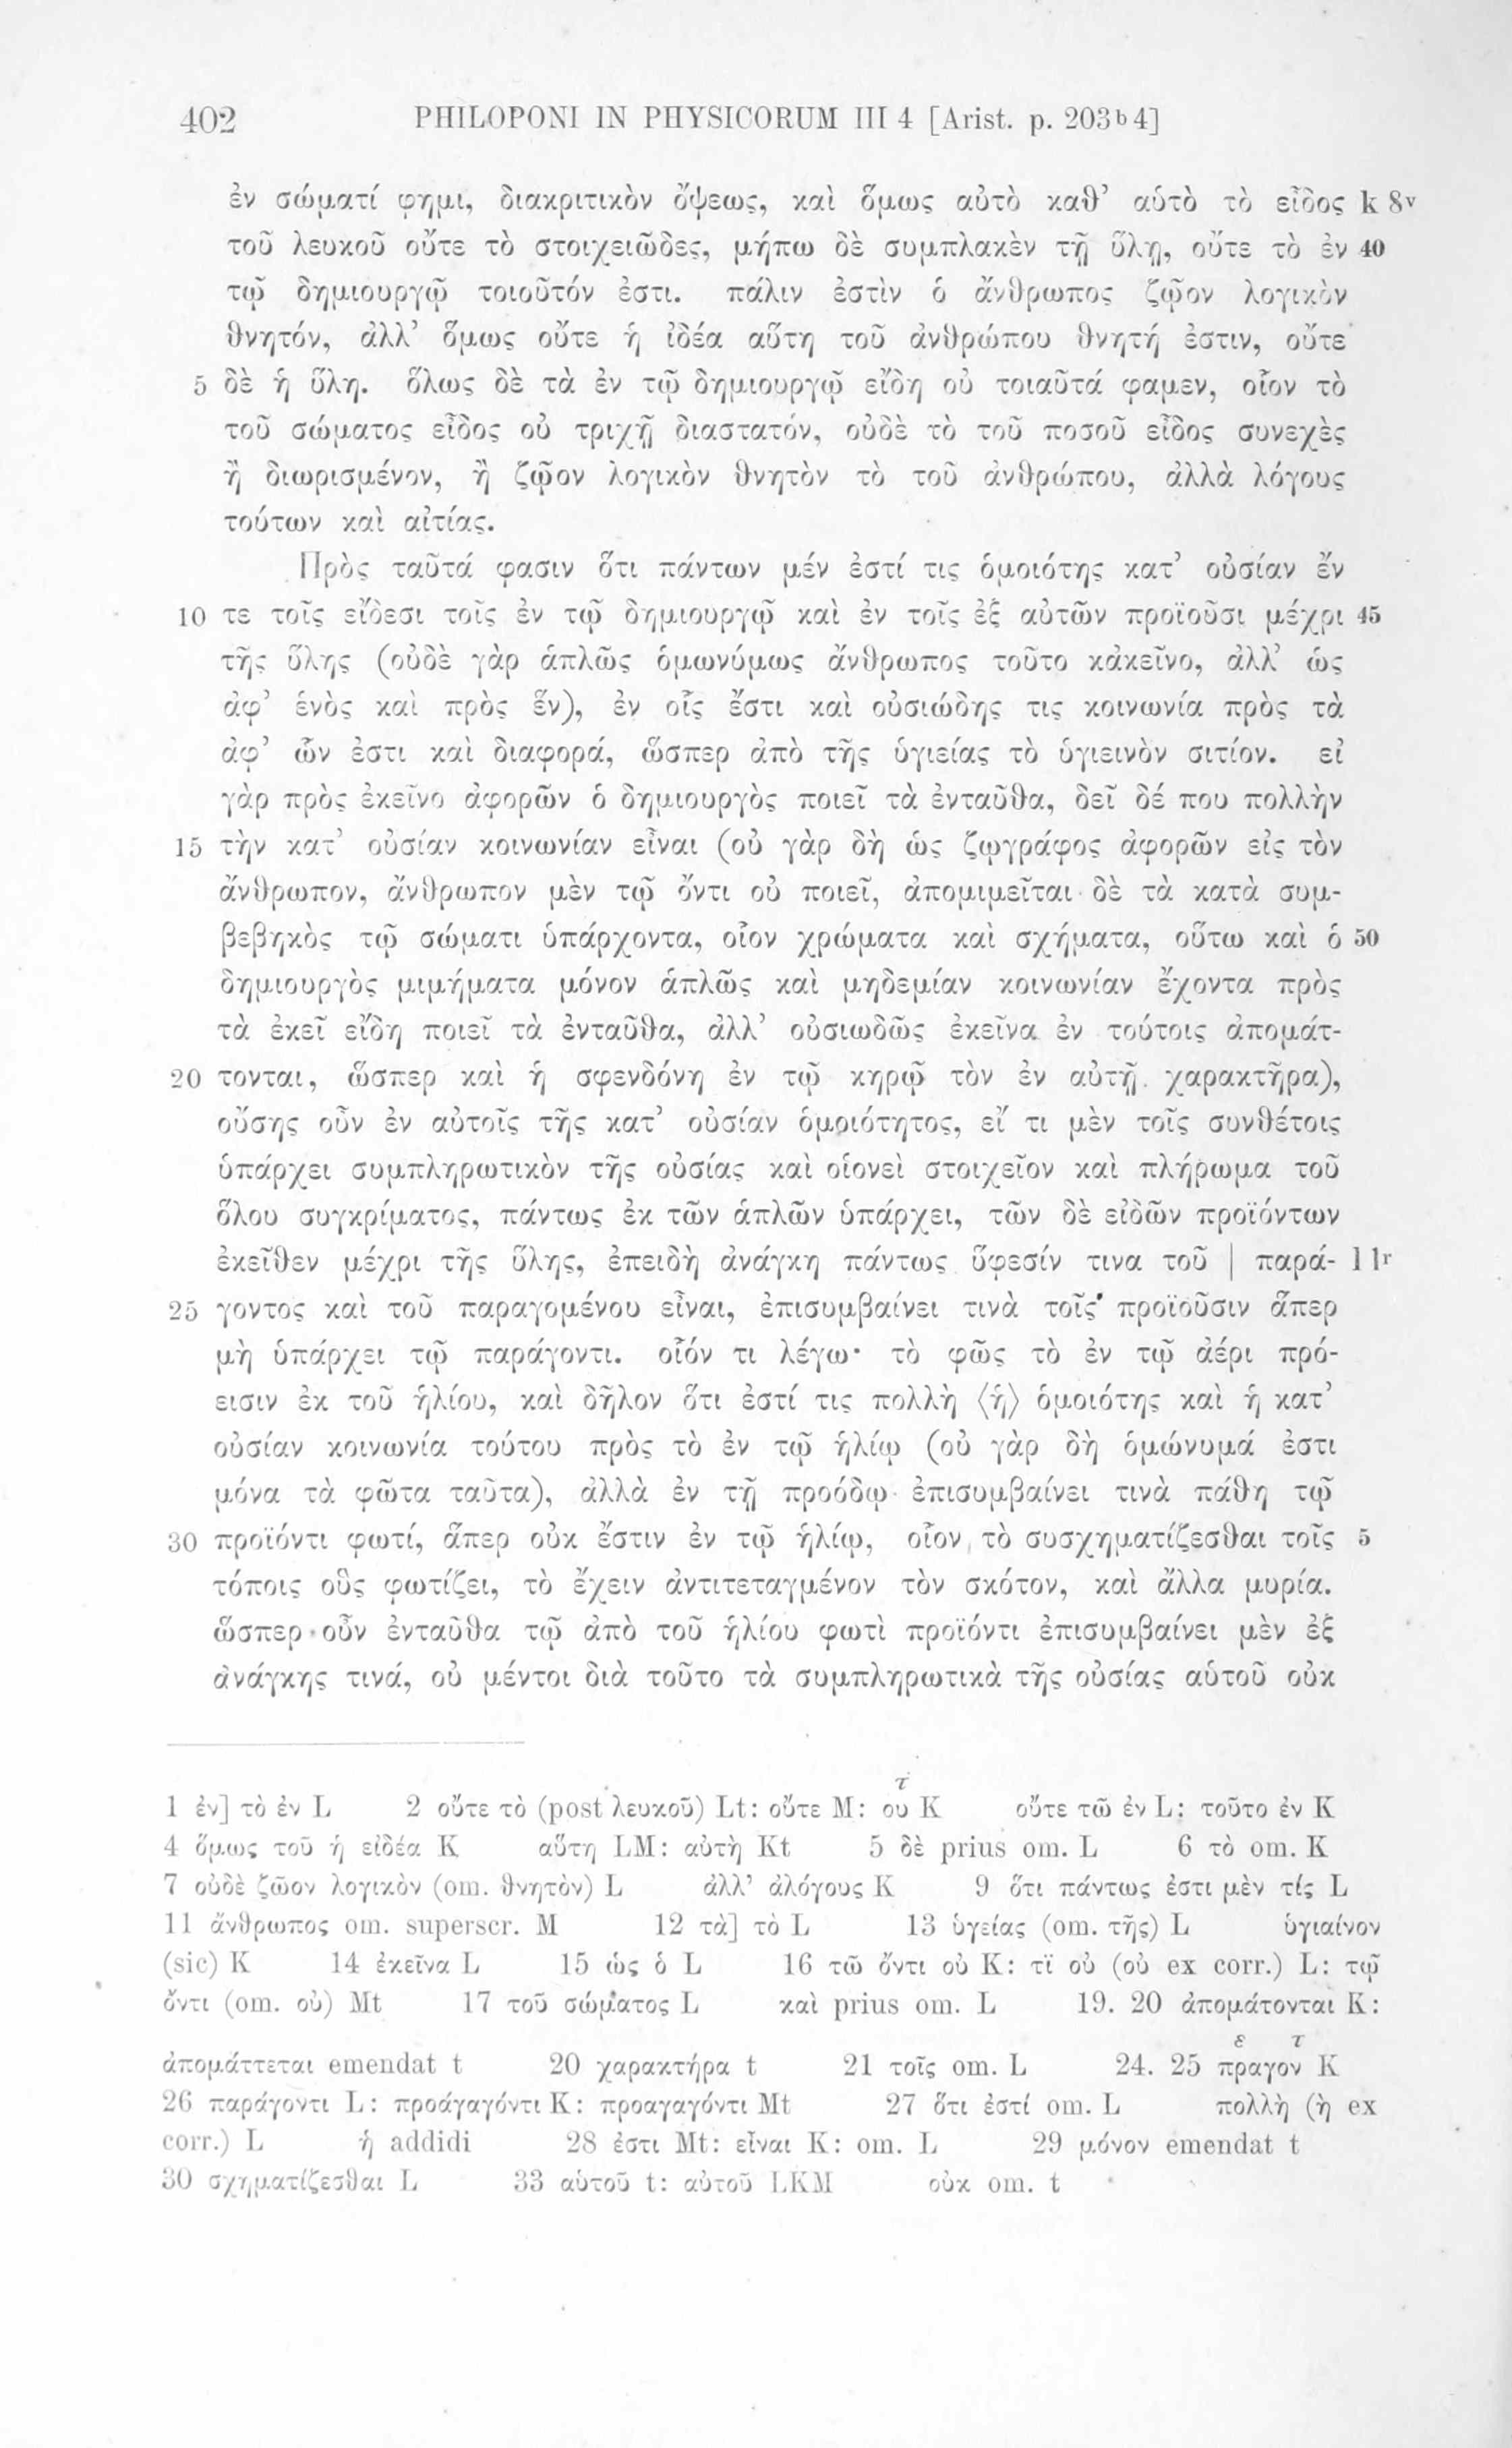 402 PHILOPONI IN PHYSICORUM III 4 [Arist. p. 203b4]
ἐν σώματί φημι, διακριτικὸν ὄψεως, καὶ ὅμως αὐτὸ καθ’ αὑτὸ τὸ εἶδος k 8v
τοῦ λευκοῦ οὔτε τὸ στοιχειῶδες, μήπω δὲ συμπλακὲν τῇ ὕλῃ, οὔτε τὸ ἐν 40
τῷ δημιουργῷ τοιοῦτόν ἐστι. πάλιν ἐστὶν ὁ ἄνθρωπος ζῷον λογικὸν
θνητόν, ἀλλ’ ὅμως οὔτε ἡ ἰδέα αὕτη τοῦ ἀνθρώπου θνητή ἐστιν, οὔτε
5 δὲ ἡ ὕλη. ὅλως δὲ τὰ ἐν τῷ δημιουργῷ εἴδη οὐ τοιαῦτά φαμεν, οἷον τὸ
τοῦ σώματος εἶδος οὐ τριχῇ διαστατόν, οὐδὲ τὸ τοῦ ποσοῦ εἶδος συνεχὲς
ἢ διωρισμένον, ἢ ζῷον λογικὸν θνητὸν τὸ τοῦ ἀνθρώπου, ἀλλὰ λόγους
τούτων καὶ αἰτίας.
Πρὸς ταῦτά φασιν ὅτι πάντων μέν ἐστί τις ὁμοιότης κατ’ οὐσίαν ἔν
10 τε τοῖς εἴδεσι τοῖς ἐν τῷ δημιουργῷ καὶ ἐν τοῖς ἐξ αὐτῶν προϊοῦσι μέχρι 45
τῆς ὕλης (οὐδὲ γὰρ ἁπλῶς ὁμωνύμως ἄνθρωπος τοῦτο κἀκεῖνο, ἀλλ’ ὡς
ἀφ’ ἑνὸς καὶ πρὸς ἕν), ἐν οἷς ἔστι καὶ οὐσιώδης τις κοινωνία πρὸς τὰ
ἀφ’ ὧν ἐστι καὶ διαφορά, ὥσπερ ἀπὸ τῆς ὑγιείας τὸ ὑγιεινὸν σιτίον. εἰ
γὰρ πρὸς ἐκεῖνο ἀφορῶν ὁ δημιουργὸς ποιεῖ τὰ ἐνταῦθα, δεῖ δέ που πολλὴν
15 τὴν κατ’ οὐσίαν κοινωνίαν εἶναι (οὐ γὰρ δὴ ὡς ζῳγράφος ἀφορῶν εἰς τὸν
ἄνθρωπον, ἄνθρωπον μὲν τῷ ὄντι οὐ ποιεῖ, ἀπομιμεῖται δὲ τὰ κατὰ συμ-
βεβηκὸς τῷ σώματι ὑπάρχοντα, οἷον χρώματα καὶ σχήματα, οὕτω καὶ ὁ 50
δημιουργὸς μιμήματα μόνον ἁπλῶς καὶ μηδεμίαν κοινωνίαν ἔχοντα πρὸς
τὰ ἐκεῖ εἴδη ποιεῖ τὰ ἐνταῦθα, ἀλλ’ οὐσιωδῶς ἐκεῖνα ἐν τούτοις ἀπομάτ-
20 τονται, ὥσπερ καὶ ἡ σφενδόνη ἐν τῷ κηρῷ τὸν ἐν αὐτῇ χαρακτῆρα),
οὔσης οὖν ἐν αὐτοῖς τῆς κατ’ οὐσίαν ὁμοιότητος, εἴ τι μὲν τοῖς συνθέτοις
ὑπάρχει συμπληρωτικὸν τῆς οὐσίας καὶ οἱονεὶ στοιχεῖον καὶ πλήρωμα τοῦ
ὅλου συγκρίματος, πάντως ἐκ τῶν ἁπλῶν ὑπάρχει, τῶν δὲ εἰδῶν προϊόντων
ἐκεῖθεν μέχρι τῆς ὕλης, ἐπειδὴ ἀνάγκη πάντως ὕφεσίν τινα τοῦ | παρά- l 1r
25 γοντος καὶ τοῦ παραγομένου εἶναι, ἐπισυμβαίνει τινὰ τοῖς προϊοῦσιν ἅπερ
μὴ ὑπάρχει τῷ παράγοντι. οἷόν τι λέγω· τὸ φῶς τὸ ἐν τῷ ἀέρι πρό-
εισιν ἐκ τοῦ ἡλίου, καὶ δῆλον ὅτι ἐστί τις πολλὴ ⟨ἡ⟩ ὁμοιότης καὶ ἡ κατ’
οὐσίαν κοινωνία τούτου πρὸς τὸ ἐν τῷ ἡλίῳ (οὐ γὰρ δὴ ὁμώνυμά ἐστι
μόνα τὰ φῶτα ταῦτα), ἀλλὰ ἐν τῇ προόδῳ ἐπισυμβαίνει τινὰ πάθη τῷ
30 προϊόντι φωτί, ἅπερ οὐκ ἔστιν ἐν τῷ ἡλίῳ, οἷον τὸ συσχηματίζεσθαι τοῖς 5
τόποις οὓς φωτίζει, τὸ ἔχειν ἀντιτεταγμένον τὸν σκότον, καὶ ἄλλα μυρία.
ὥσπερ οὖν ἐνταῦθα τῷ ἀπὸ τοῦ ἡλίου φωτὶ προϊόντι ἐπισυμβαίνει μὲν ἐξ
ἀνάγκης τινά, οὐ μέντοι διὰ τοῦτο τὰ συμπληρωτικὰ τῆς οὐσίας αὑτοῦ οὐκ
1 ἐν] τὸ ἐν L 2 οὔτε τὸ (post λευκοῦ) Lt: οὔτε M: ουτ K οὔτε τῶ ἐν L: τοῦτο ἐν K
4 ὅμως τοῦ ἡ εἰδέα K αὕτη LM: αὐτὴ Kt 5 δὲ prius om. L 6 τὸ om. K
7 οὐδὲ ζῶον λογικὸν (om. θνητὸν) L ἀλλ’ ἀλόγους K 9 ὅτι πάντως ἐστι μὲν τίς L
11 ἄνθρωπος om. superscr. M 12 τὰ] τὸ L 13 ὑγείας (om. τῆς) L ὑγιαίνον
(sic) K 14 ἐκεῖνα L 15 ὡς ὁ L 16 τῶ ὄντι οὐ K: τϊ οὐ (οὐ ex corr.) L: τῷ
ὄντι (om. οὐ) Mt 17 τοῦ σώματος L καὶ prius om. L 19. 20 ἀπομάτονται K:
ἀπομάττεται emendat t 20 χαρακτήρα t 21 τοῖς om. L 24. 25 πραγον ε τ K
26 παράγοντι L: προάγαγόντι K: προαγαγόντι Mt 27 ὅτι ἐστί om. L πολλὴ (ὴ ex
corr.) L ἡ addidi 28 ἐστι Mt: εἶναι K: om. L 29 μόνον emendat t
30 σχηματίζεσθαι L 33 αὑτοῦ t: αὐτοῦ LKM οὐκ om. t